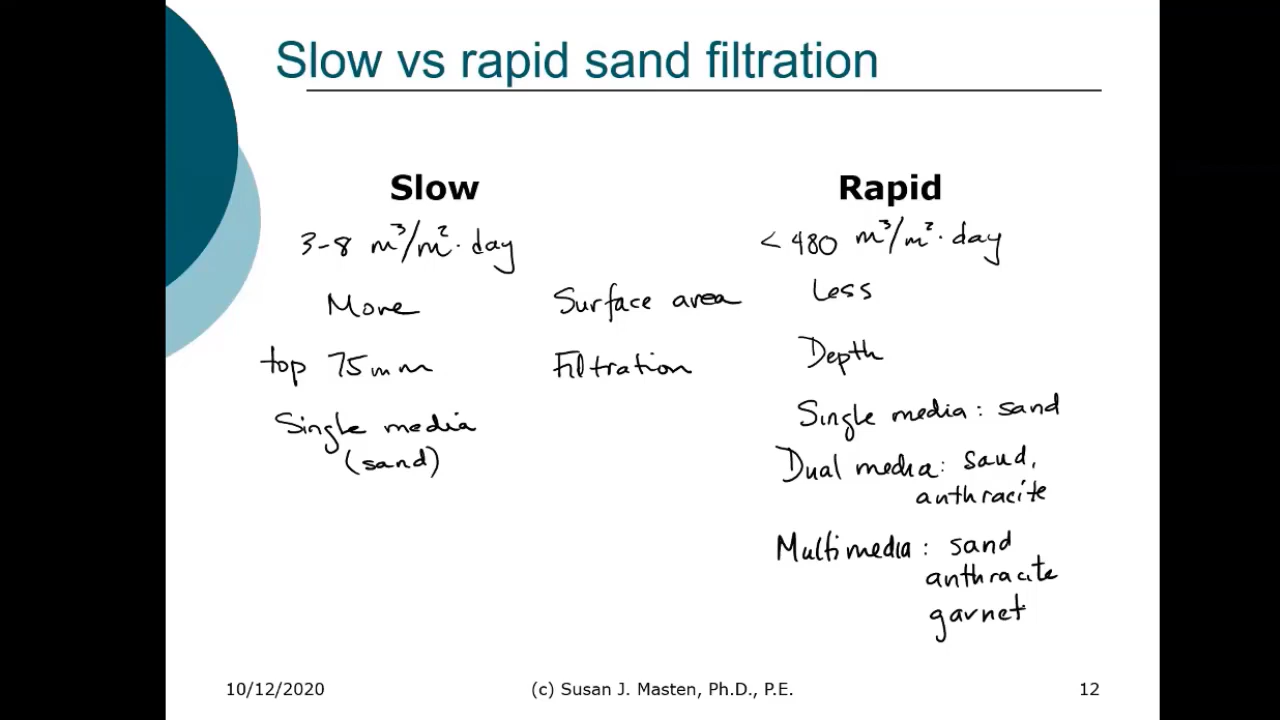 Slow vs rapid sand filtration
Slow
Rapid
3-8 m³/m²·day
< 480 m³/m²·day
More
Surface area
Less
top 75mm
Filtration
Depth
Single media
(sand)
Single media: sand
Dual media: sand,
anthracite
Multimedia: sand
anthracite
garnet
10/12/2020
(c) Susan J. Masten, Ph.D., P.E.
12